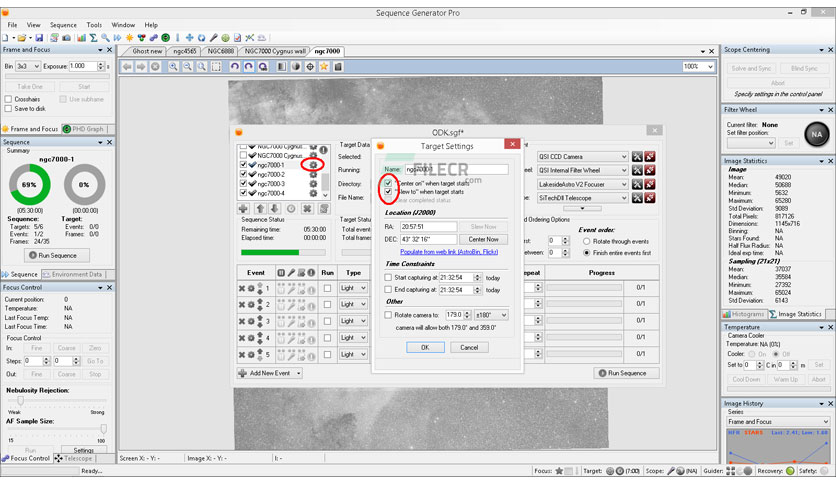 Sequence Generator Pro
File View Sequence Tools Window Help
Frame and Focus
Bin 3x3 Exposure: 1.000 s
Take One Start
Crosshairs Use subframe
Save to disk
Frame and Focus PHD Graph
Sequence
Summary
ngc7000-1
69% 0%
(05:30:00) (00:00:00)
Sequence: Target:
Targets: 5/6 Events: 0/0
Events: 1/2 Frames: 0/0
Frames: 24/35
Run Sequence
Sequence Environment Data
Focus Control
Current position: 0
Temperature: NA
Last Focus Temp: NA
Last Focus Time: NA
Focus Control
In: Fine Coarse Zero
Steps: 0 0 Go To
Out: Fine Coarse Stop
Nebulosity Rejection:
Weak Strong
AF Sample Size:
15 100
Run Settings
Focus Control Telescope
Ready...
Ghost new ngc4565 NGC6888 NGC7000 Cygnus wall ngc7000
100%
ODK.sgf*
NGC7000 Cygnus...
NGC7000 Cygnus...
ngc7000-1
ngc7000-2
ngc7000-3
ngc7000-4
Sequence Status
Remaining time: 05:30:00
Elapsed time: 00:00:00
Target Data
Selected:
Running:
Directory:
File Name:
Target Settings
Name: ngc7000-1
FILECR
.com
"Center on" when target starts
"Slew to" when target starts
Clear completed status
Location (J2000)
RA: 20:57:51 Slew Now
DEC: 43° 32' 16" Center Now
Populate from web link (AstroBin, Flickr)
Time Constraints
Start capturing at: 21:32:54 today
End capturing at: 21:32:54 today
Other
Rotate camera to: 179.0 ±180°
camera will allow both 179.0° and 359.0°
OK Cancel
QSI CCD Camera
QSI Internal Filter Wheel
LakesideAstro V2 Focuser
SiTechDll Telescope
Ordering Options
Event order:
0 Rotate through events
between: 0 Finish entire events first
Event Run Type Repeat Progress
1 Light 0/1
2 Light 0/1
3 Light 0/1
4 Light 0/1
5 Light 0/1
Add New Event Run Sequence
Screen X: - Y: - Image X: - Y: - I: -
Scope Centering
Solve and Sync Blind Sync
Abort
Specify settings in the control panel
Filter Wheel
Current filter: None
Set filter position:
Set NA
Image Statistics
Image
Mean: 49020
Median: 50688
Min: 5632
Maximum: 65280
Std Deviation: 9089
Total Pixels: 817126
Dimensions: 1145x716
Binning: NA
Stars Found: NA
Half Flux Radius: NA
Ideal exp time: NA
Sampling (21x21)
Mean: 37037
Median: 35584
Min: 27392
Maximum: 65024
Std Deviation: 6143
Histograms Image Statistics
Temperature
Camera Cooler
Temperature: NA (0%)
Cooler: On Off
Set to 0 C in 0 m Set
Cool Down Warm Up Abort
Image History
Series
Frame and Focus
HFR STARS Last: 2.41, Low: 1.88
Focus: Target: (7:00) Scope: (NA) Guider: Recovery: Safety: